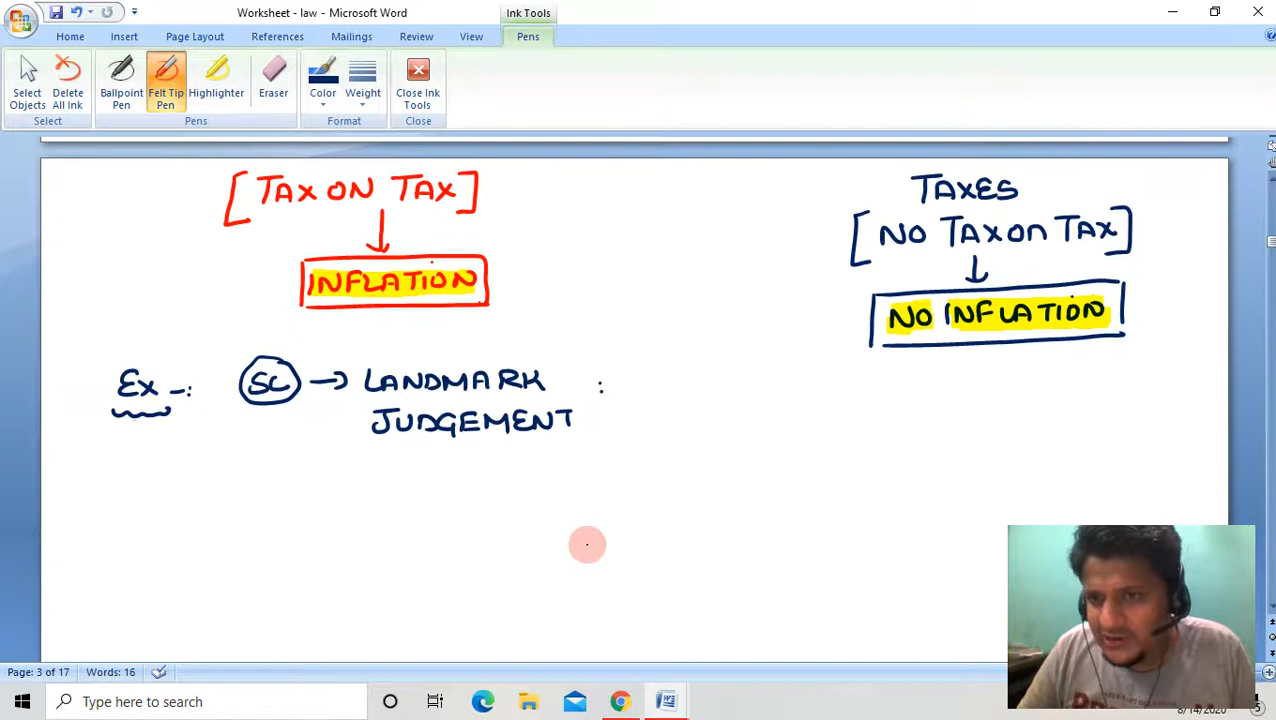 Worksheet - law - Microsoft Word
Ink Tools
Home
Insert
Page Layout
References
Mailings
Review
View
Pens
Select Objects
Delete All Ink
Ballpoint Pen
Felt Tip Pen
Highlighter
Eraser
Color
Weight
Close Ink Tools
Select
Pens
Format
Close
[TAX ON TAX]
INFLATION
TAXES
[NO TAX ON TAX]
NO INFLATION
Ex -: SC → LANDMARK :
JUDGEMENT
Page: 3 of 17
Words: 16
Type here to search
8/14/2020